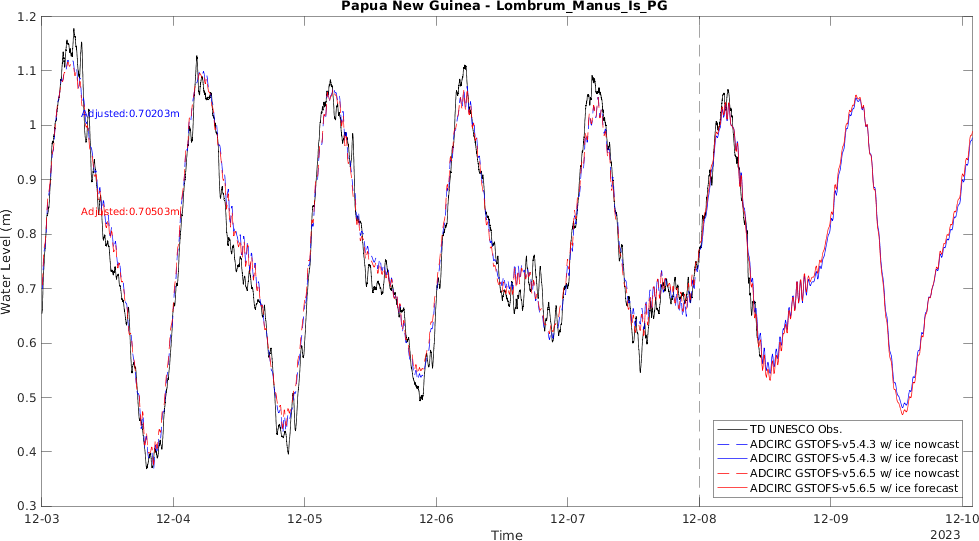 Papua New Guinea - Lombrum_Manus_Is_PG
1.2
1.1
1
0.9
0.8
0.7
0.6
0.5
0.4
0.3
Water Level (m)
Adjusted:0.70203m
Adjusted:0.70503m
TD UNESCO Obs.
ADCIRC GSTOFS-v5.4.3 w/ ice nowcast
ADCIRC GSTOFS-v5.4.3 w/ ice forecast
ADCIRC GSTOFS-v5.6.5 w/ ice nowcast
ADCIRC GSTOFS-v5.6.5 w/ ice forecast
12-03 12-04 12-05 12-06 12-07 12-08 12-09 12-10
Time
2023